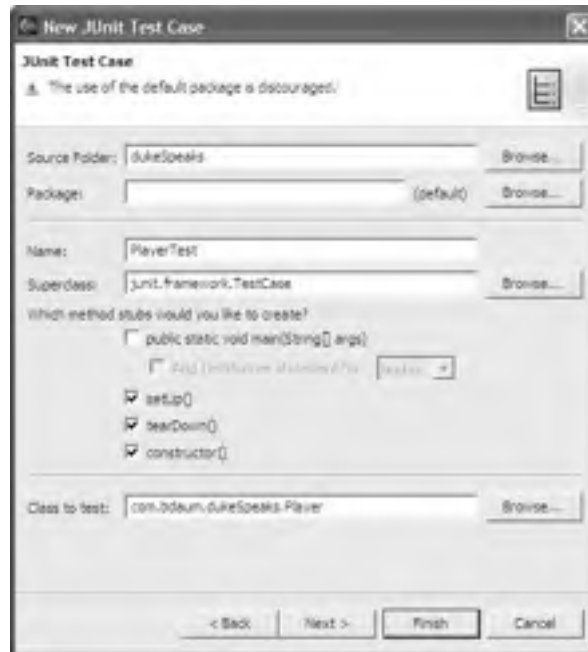 New JUnit Test Case
JUnit Test Case
The use of the default package is discouraged.
Source Folder: dukeSpeaks Browse...
Package: (default) Browse...
Name: PlayerTest
Superclass: junit.framework.TestCase Browse...
Which method stubs would you like to create?
public static void main(String[] args)
setUp()
tearDown()
constructor()
Class to test: com.bdaum.dukeSpeaks.Player Browse...
< Back Next > Finish Cancel